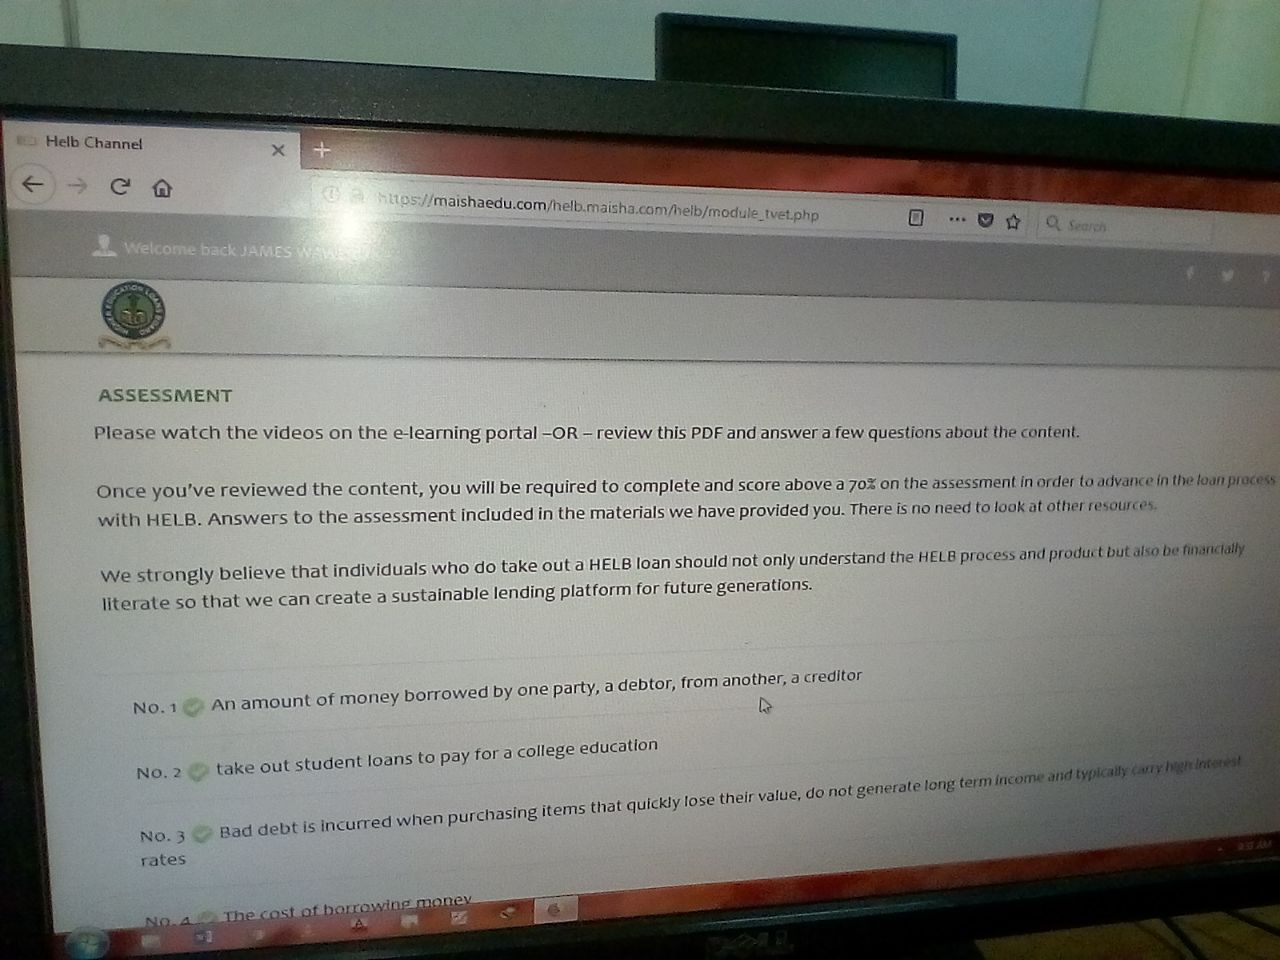 Helb Channel
https://maishaedu.com/helb.maisha.com/helb/module_tvet.php
Search
Welcome back JAMES
ASSESSMENT
Please watch the videos on the e-learning portal –OR – review this PDF and answer a few questions about the content.
Once you've reviewed the content, you will be required to complete and score above a 70% on the assessment in order to advance in the loan process
with HELB. Answers to the assessment included in the materials we have provided you. There is no need to look at other resources.
We strongly believe that individuals who do take out a HELB loan should not only understand the HELB process and product but also be financially
literate so that we can create a sustainable lending platform for future generations.
No. 1 An amount of money borrowed by one party, a debtor, from another, a creditor
No. 2 take out student loans to pay for a college education
No. 3 Bad debt is incurred when purchasing items that quickly lose their value, do not generate long term income and typically carry high interest
rates
No. 4 The cost of borrowing money
DELL